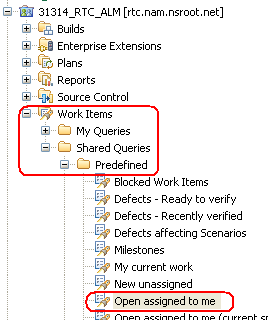 31314_RTC_ALM [rtc.nam.nsroot.net]
Builds
Enterprise Extensions
Plans
Reports
Source Control
Work Items
My Queries
Shared Queries
Predefined
Blocked Work Items
Defects - Ready to verify
Defects - Recently verified
Defects affecting Scenarios
Milestones
My current work
New unassigned
Open assigned to me
Open assigned to me (current